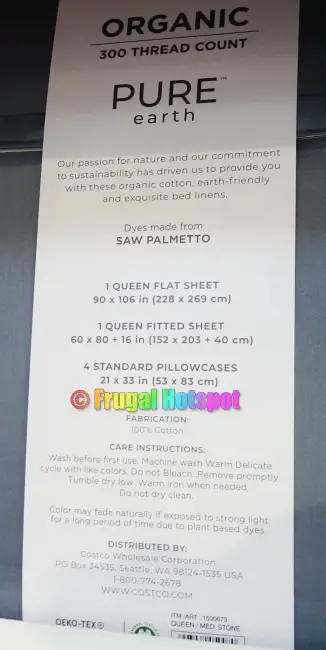 ORGANIC
300 THREAD COUNT
PURE™
earth
Our passion for nature and our commitment
to sustainability has driven us to provide you
with these organic cotton, earth-friendly
and exquisite bed linens.
Dyes made from
SAW PALMETTO
1 QUEEN FLAT SHEET
90 x 106 in (228 x 269 cm)
1 QUEEN FITTED SHEET
60 x 80 + 16 in (152 x 203 + 40 cm)
4 STANDARD PILLOWCASES
21 x 33 in (53 x 83 cm)
© Frugal Hotspot
FABRICATION:
100% Cotton
CARE INSTRUCTIONS:
Wash before first use. Machine wash Warm Delicate
cycle with like colors. Do not Bleach. Remove promptly.
Tumble dry low. Warm iron when needed.
Do not dry clean.
Color may fade naturally if exposed to strong light
for a long period of time due to plant based dyes.
DISTRIBUTED BY:
Costco Wholesale Corporation
PO Box 34535, Seattle, WA 98124-1535 USA
1-800-774-2678
WWW.COSTCO.COM
OEKO-TEX®
ITM./ART. 1500673
QUEEN / MED. STONE